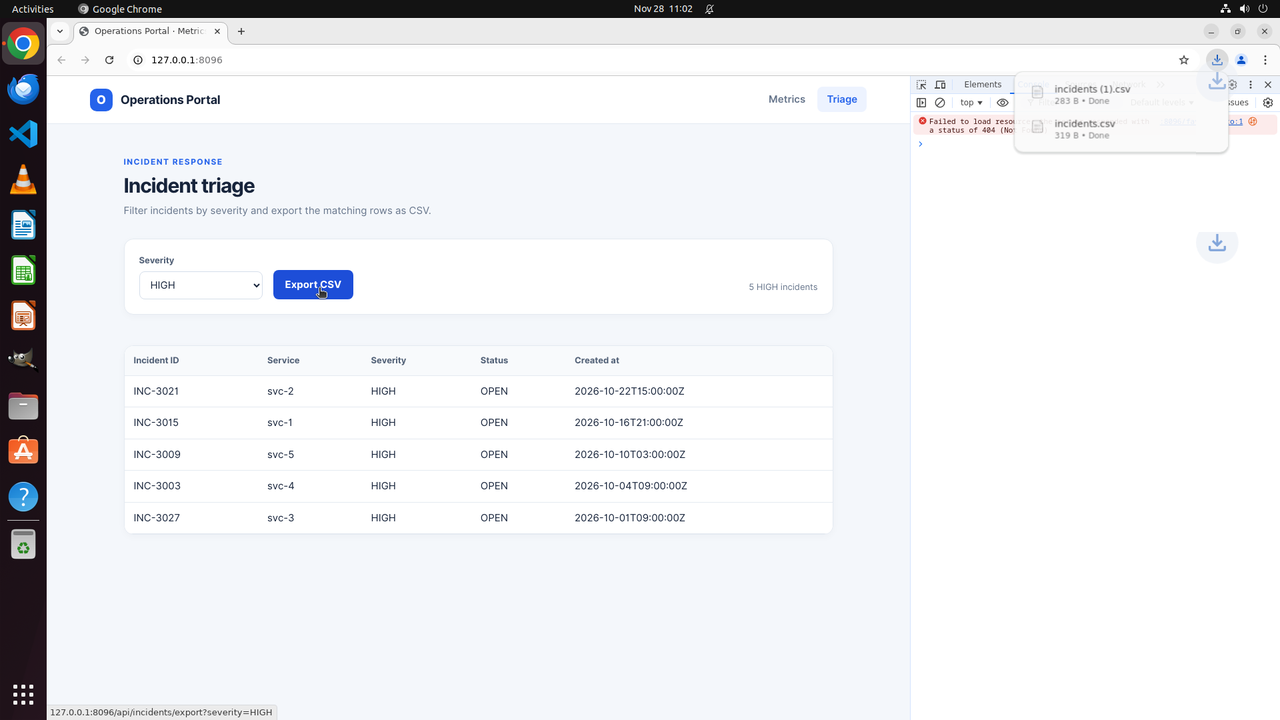 Activities
Google Chrome
Nov 28 11:02
Operations Portal · Metric
127.0.0.1:8096
O Operations Portal
Metrics
Triage
INCIDENT RESPONSE
Incident triage
Filter incidents by severity and export the matching rows as CSV.
Severity
HIGH
Export CSV
5 HIGH incidents
Incident ID Service Severity Status Created at
INC-3021 svc-2 HIGH OPEN 2026-10-22T15:00:00Z
INC-3015 svc-1 HIGH OPEN 2026-10-16T21:00:00Z
INC-3009 svc-5 HIGH OPEN 2026-10-10T03:00:00Z
INC-3003 svc-4 HIGH OPEN 2026-10-04T09:00:00Z
INC-3027 svc-3 HIGH OPEN 2026-10-01T09:00:00Z
127.0.0.1:8096/api/incidents/export?severity=HIGH
Elements
top
Default levels
Failed to load
a status of 404
o:1
incidents (1).csv
283 B • Done
incidents.csv
319 B • Done